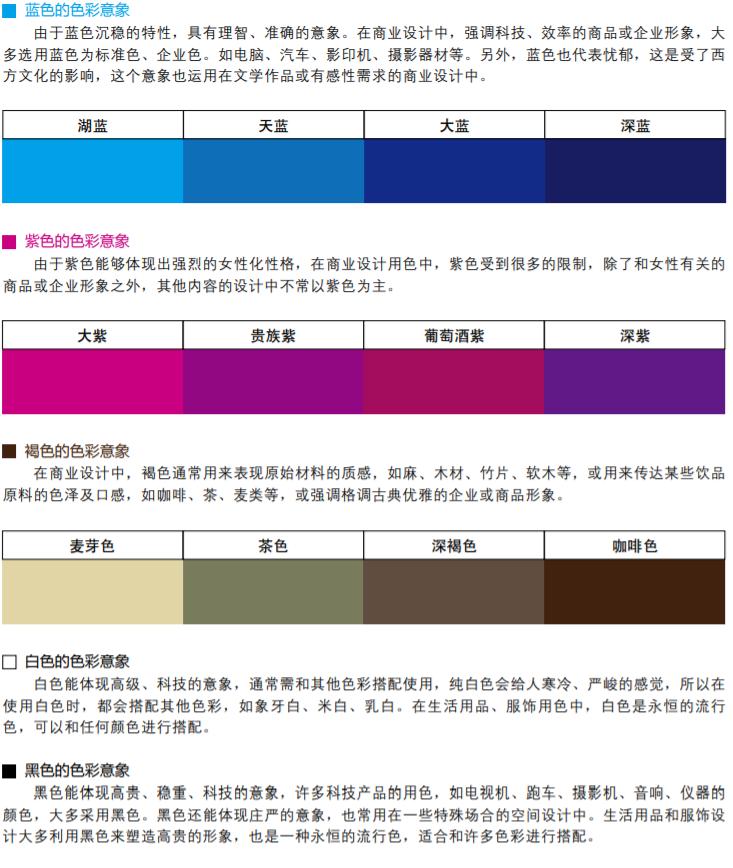 蓝色的色彩意象
由于蓝色沉稳的特性，具有理智、准确的意象。在商业设计中，强调科技、效率的商品或企业形象，大
多选用蓝色为标准色、企业色。如电脑、汽车、影印机、摄影器材等。另外，蓝色也代表忧郁，这是受了西
方文化的影响，这个意象也运用在文学作品或有感性需求的商业设计中。
湖蓝 天蓝 大蓝 深蓝
紫色的色彩意象
由于紫色能够体现出强烈的女性化性格，在商业设计用色中，紫色受到很多的限制，除了和女性有关的
商品或企业形象之外，其他内容的设计中不常以紫色为主。
大紫 贵族紫 葡萄酒紫 深紫
褐色的色彩意象
在商业设计中，褐色通常用来表现原始材料的质感，如麻、木材、竹片、软木等，或用来传达某些饮品
原料的色泽及口感，如咖啡、茶、麦类等，或强调格调古典优雅的企业或商品形象。
麦芽色 茶色 深褐色 咖啡色
白色的色彩意象
白色能体现高级、科技的意象，通常需和其他色彩搭配使用，纯白色会给人寒冷、严峻的感觉，所以在
使用白色时，都会搭配其他色彩，如象牙白、米白、乳白。在生活用品、服饰用色中，白色是永恒的流行
色，可以和任何颜色进行搭配。
黑色的色彩意象
黑色能体现高贵、稳重、科技的意象，许多科技产品的用色，如电视机、跑车、摄影机、音响、仪器的
颜色，大多采用黑色。黑色还能体现庄严的意象，也常用在一些特殊场合的空间设计中。生活用品和服饰设
计大多利用黑色来塑造高贵的形象，也是一种永恒的流行色，适合和许多色彩进行搭配。